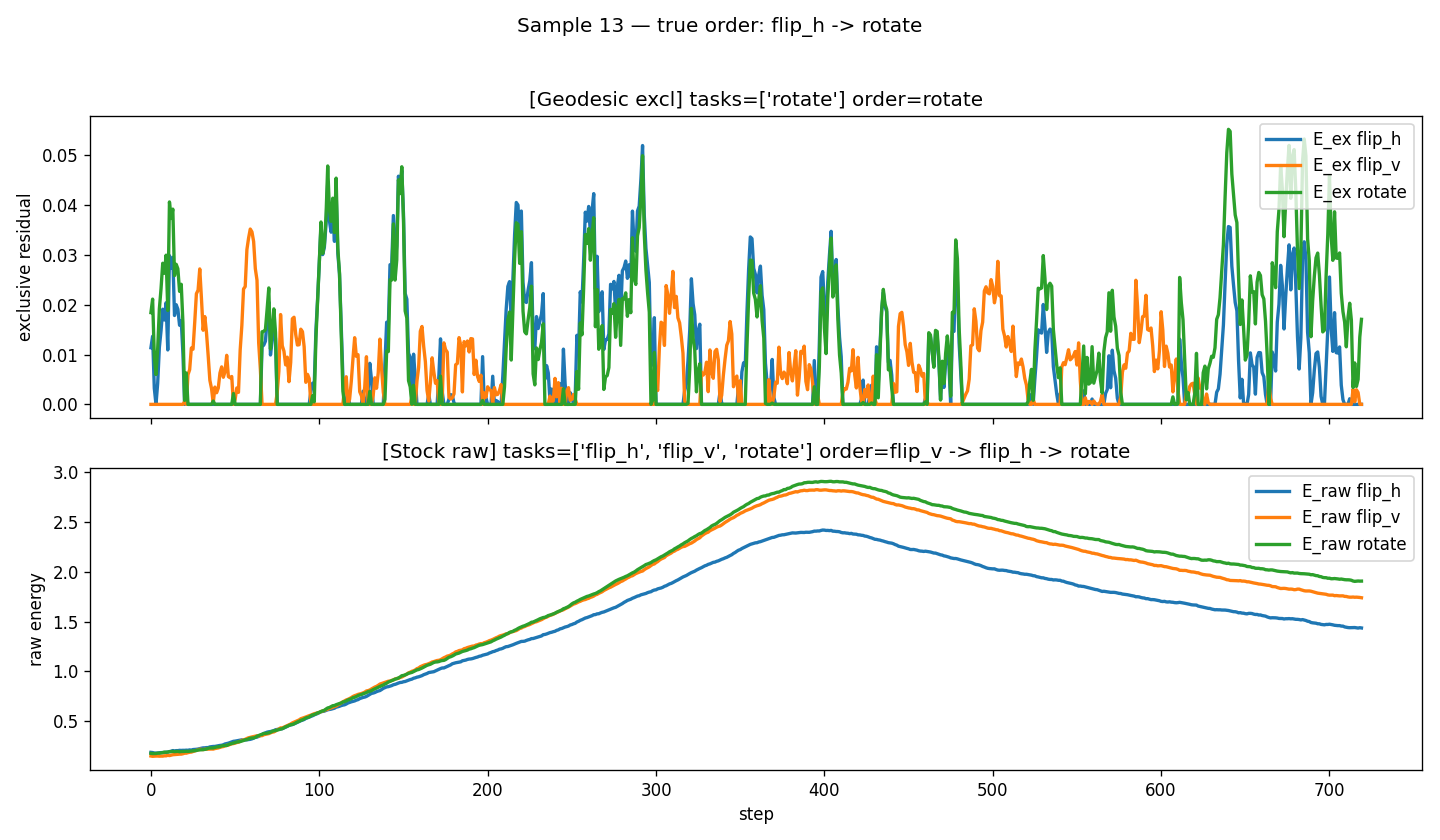 Sample 13 — true order: flip_h -> rotate
[Geodesic excl] tasks=['rotate'] order=rotate
exclusive residual
0.05
0.04
0.03
0.02
0.01
0.00
E_ex flip_h
E_ex flip_v
E_ex rotate
[Stock raw] tasks=['flip_h', 'flip_v', 'rotate'] order=flip_v -> flip_h -> rotate
raw energy
3.0
2.5
2.0
1.5
1.0
0.5
E_raw flip_h
E_raw flip_v
E_raw rotate
0 100 200 300 400 500 600 700
step